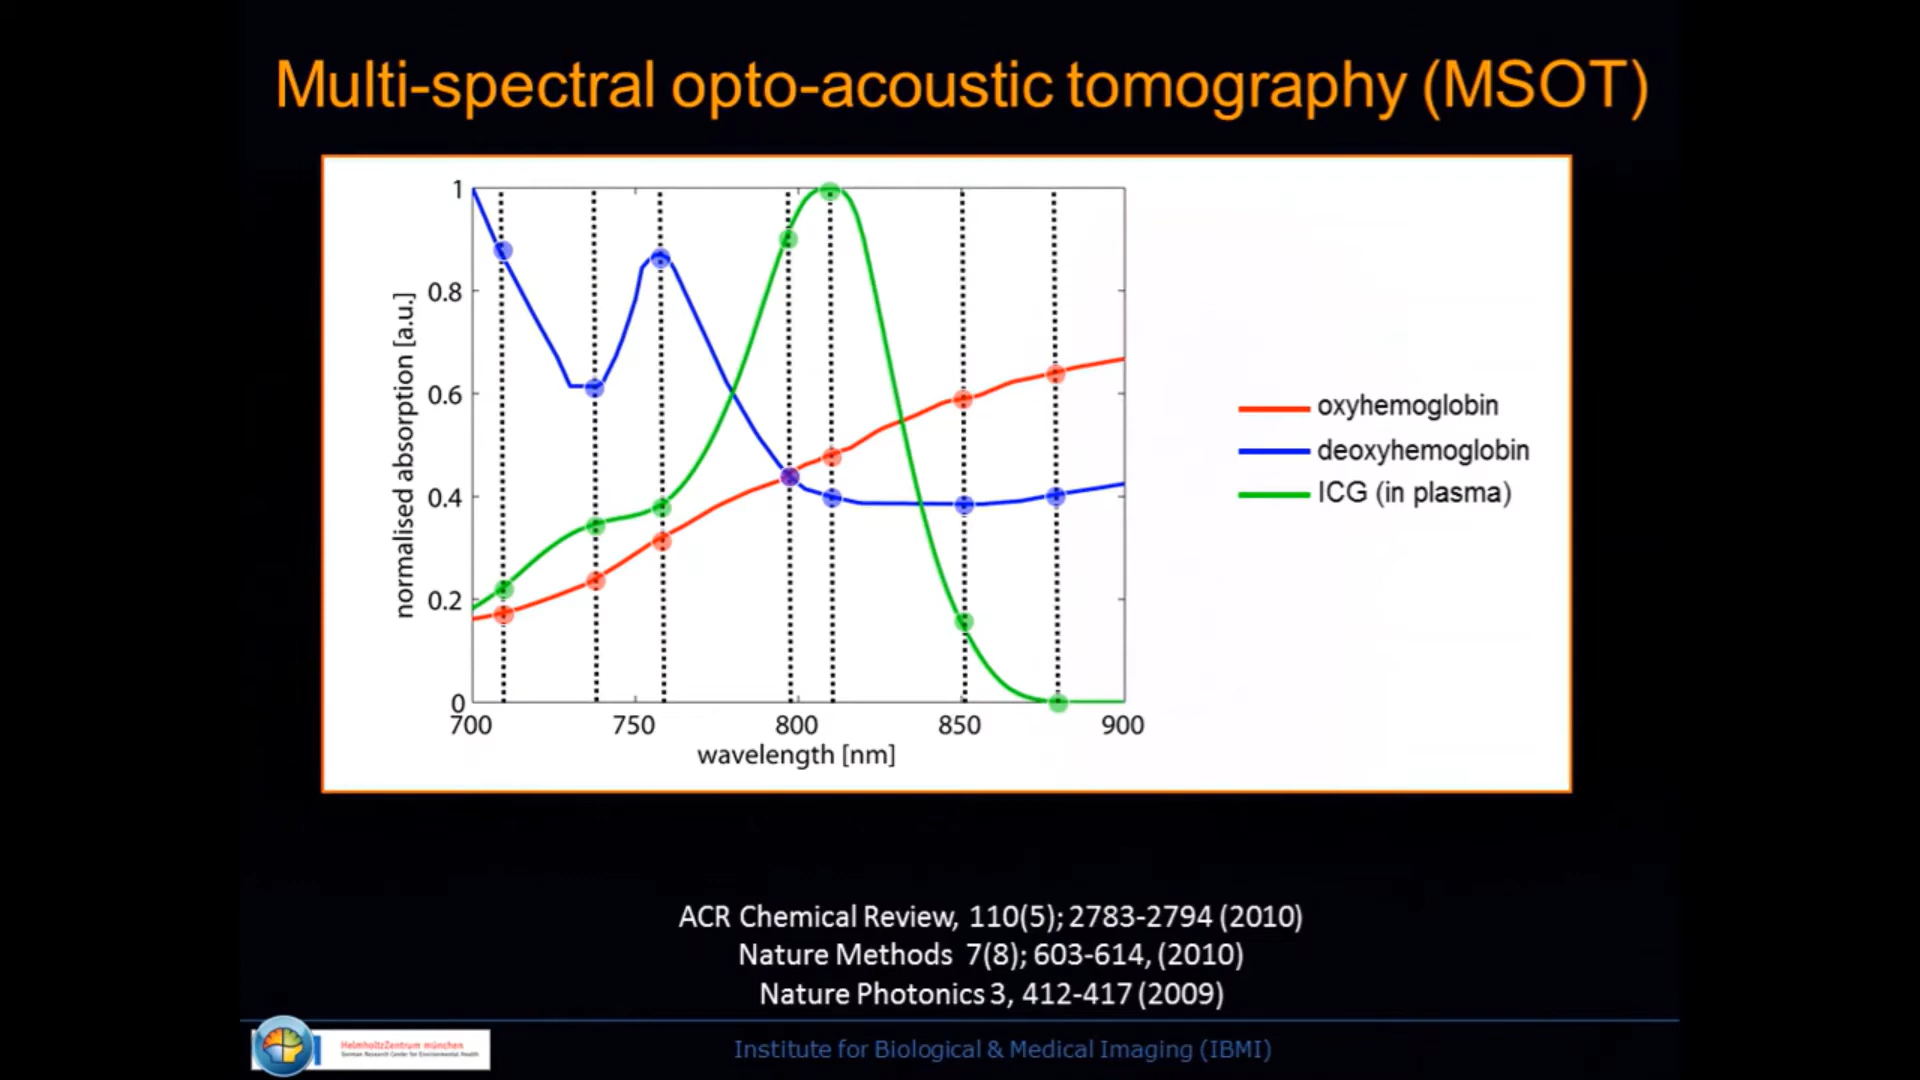 Multi-spectral opto-acoustic tomography (MSOT)
1
0.8
0.6
0.4
0.2
0
normalised absorption [a.u.]
700 750 800 850 900
wavelength [nm]
oxyhemoglobin
deoxyhemoglobin
ICG (in plasma)
ACR Chemical Review, 110(5); 2783-2794 (2010)
Nature Methods 7(8); 603-614, (2010)
Nature Photonics 3, 412-417 (2009)
HelmholtzZentrum münchen
German Research Center for Environmental Health
Institute for Biological & Medical Imaging (IBMI)